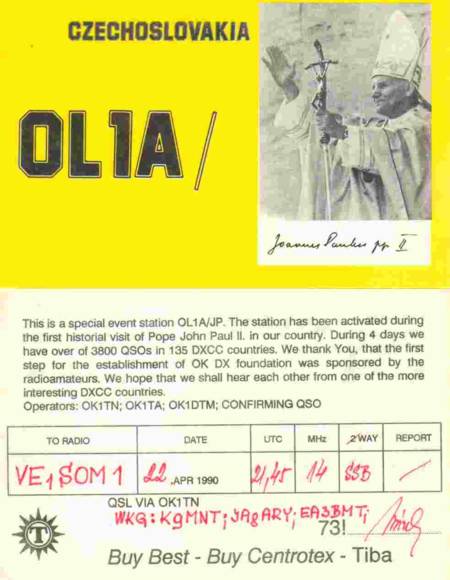 CZECHOSLOVAKIA
OL1A/
Joannes Paulus pp II
This is a special event station OL1A/JP. The station has been activated during
the first historial visit of Pope John Paul II. in our country. During 4 days we
have over of 3800 QSOs in 135 DXCC countries. We thank You, that the first
step for the establishment of OK DX foundation was sponsored by the
radioamateurs. We hope that we shall hear each other from one of the more
interesting DXCC countries.
Operators: OK1TN; OK1TA; OK1DTM; CONFIRMING QSO
TO RADIO DATE UTC MHz 2WAY REPORT
VE1SOM1 22 .APR 1990 21,45 14 SSB
QSL VIA OK1TN
WKQ: K9MNT; JA8ARY; EA3BMT;
73!
T
Buy Best - Buy Centrotex - Tiba